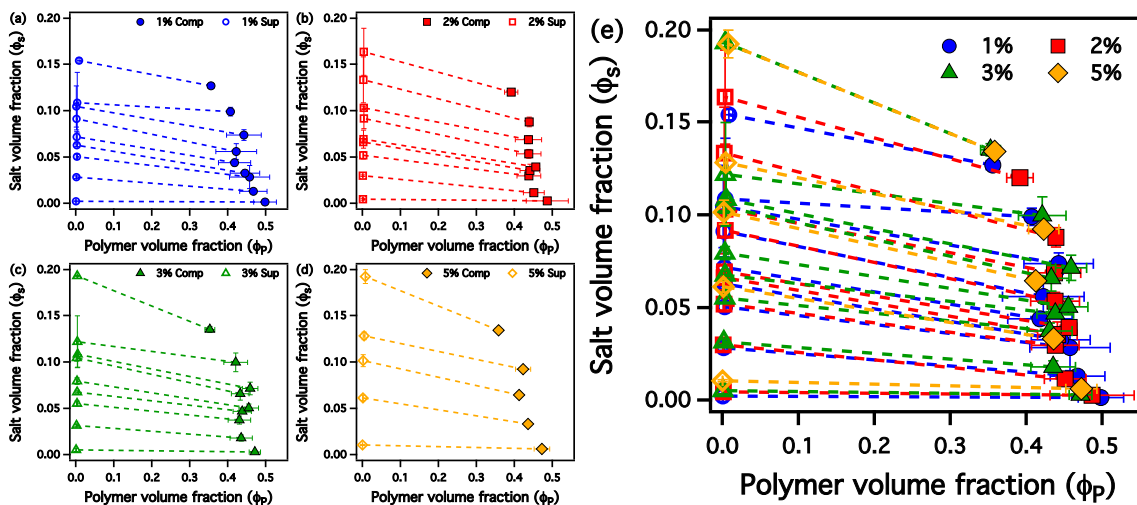 (a)
1% Comp
1% Sup
Salt volume fraction (ϕS)
0.20
0.15
0.10
0.05
0.00
0.0 0.1 0.2 0.3 0.4 0.5
Polymer volume fraction (ϕP)
(b)
2% Comp
2% Sup
Salt volume fraction (ϕS)
0.20
0.15
0.10
0.05
0.00
0.0 0.1 0.2 0.3 0.4 0.5
Polymer volume fraction (ϕP)
(c)
3% Comp
3% Sup
Salt volume fraction (ϕS)
0.20
0.15
0.10
0.05
0.00
0.0 0.1 0.2 0.3 0.4 0.5
Polymer volume fraction (ϕP)
(d)
5% Comp
5% Sup
Salt volume fraction (ϕS)
0.20
0.15
0.10
0.05
0.00
0.0 0.1 0.2 0.3 0.4 0.5
Polymer volume fraction (ϕP)
(e)
1%
2%
3%
5%
Salt volume fraction (ϕS)
0.20
0.15
0.10
0.05
0.00
0.0 0.1 0.2 0.3 0.4 0.5
Polymer volume fraction (ϕP)